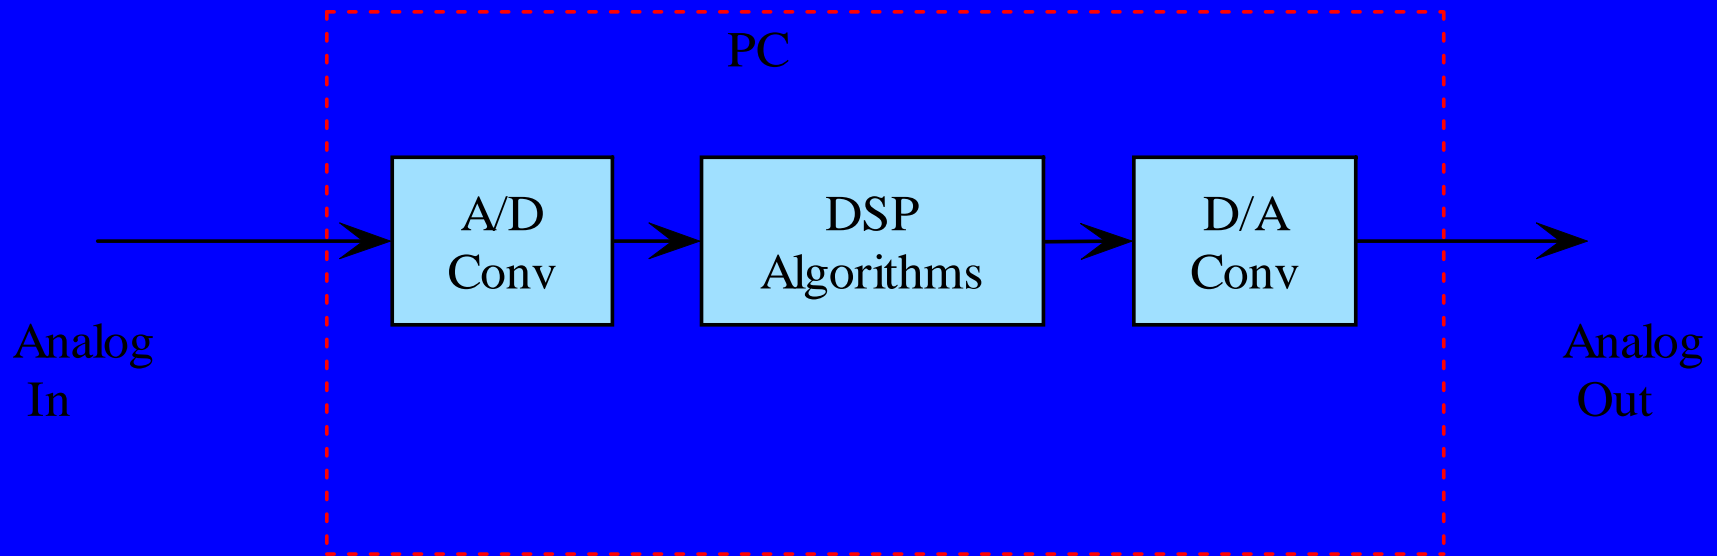 PC
A/D
Conv
DSP
Algorithms
D/A
Conv
Analog
In
Analog
Out